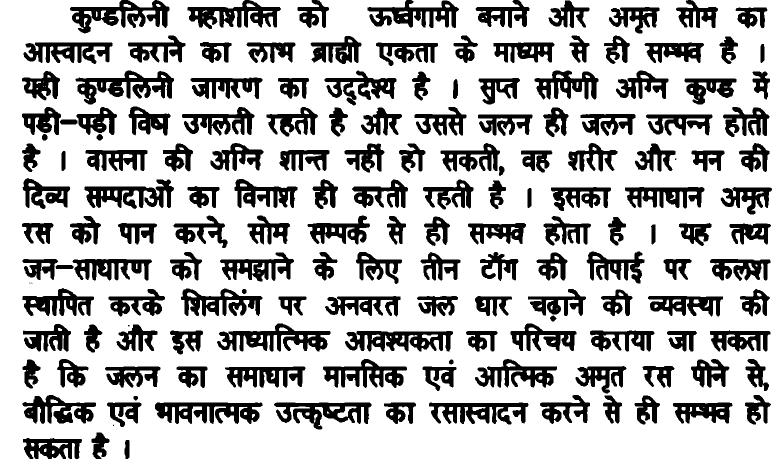 कुण्डलिनी महाशक्ति को ऊर्ध्वगामी बनाने और अमृत सोम का
आस्वादन कराने का लाभ ब्राह्मी एकता के माध्यम से ही सम्भव है ।
यही कुण्डलिनी जागरण का उद्देश्य है । सुप्त सर्पिणी अग्नि कुण्ड में
पड़ी-पड़ी विष उगलती रहती है और उससे जलन ही जलन उत्पन्न होती
है । वासना की अग्नि शान्त नहीं हो सकती, वह शरीर और मन की
दिव्य सम्पदाओं का विनाश ही करती रहती है । इसका समाधान अमृत
रस को पान करने, सोम सम्पर्क से ही सम्भव होता है । यह तथ्य
जन-साधारण को समझाने के लिए तीन टाँग की तिपाई पर कलश
स्थापित करके शिवलिंग पर अनवरत जल धार चढ़ाने की व्यवस्था की
जाती है और इस आध्यात्मिक आवश्यकता का परिचय कराया जा सकता
है कि जलन का समाधान मानसिक एवं आत्मिक अमृत रस पीने से,
बौद्धिक एवं भावनात्मक उत्कृष्टता का रसास्वादन करने से ही सम्भव हो
सकता है ।